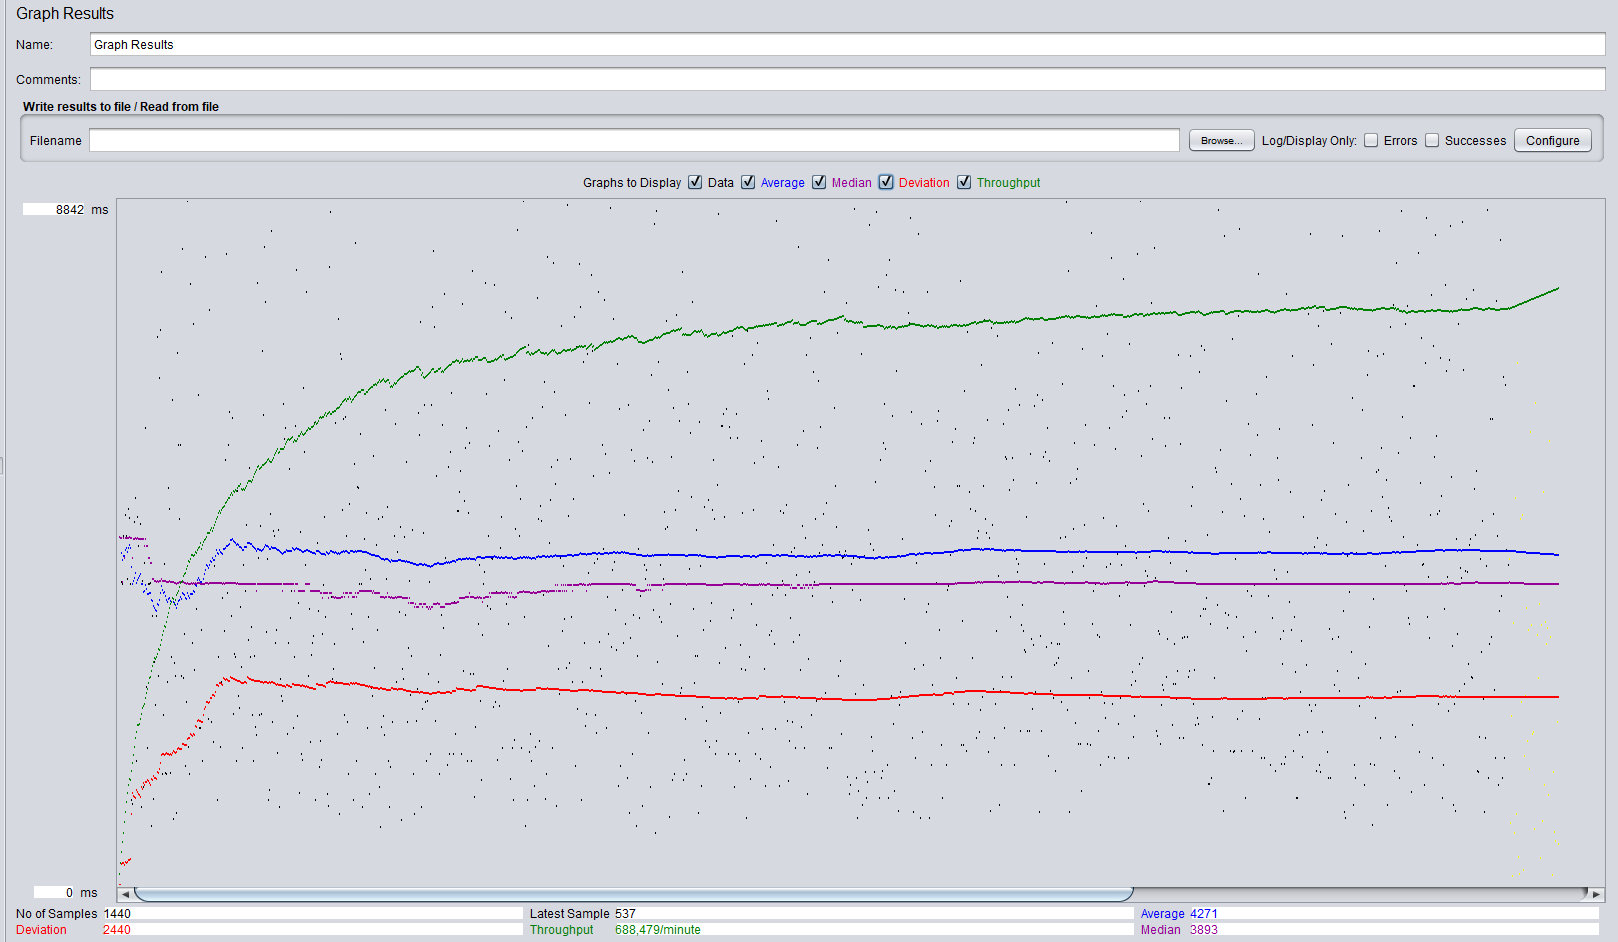 Graph Results
Name: Graph Results
Comments:
Write results to file / Read from file
Filename Browse... Log/Display Only: Errors Successes Configure
Graphs to Display Data Average Median Deviation Throughput
8842 ms
0 ms
No of Samples 1440 Latest Sample 537 Average 4271
Deviation 2440 Throughput 688,479/minute Median 3893